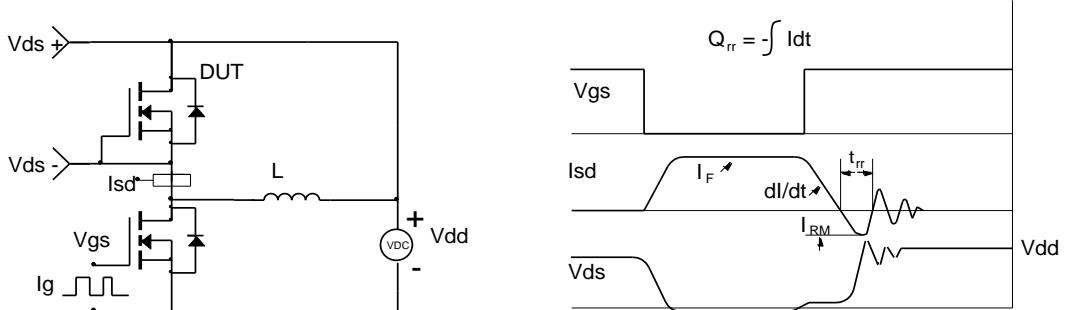 Vds +
DUT
Vds -
Isd
L
Vgs
Ig
+
VDC
-
Vdd
Qrr = -∫ Idt
Vgs
Isd
IF
dI/dt
trr
IRM
Vds
Vdd